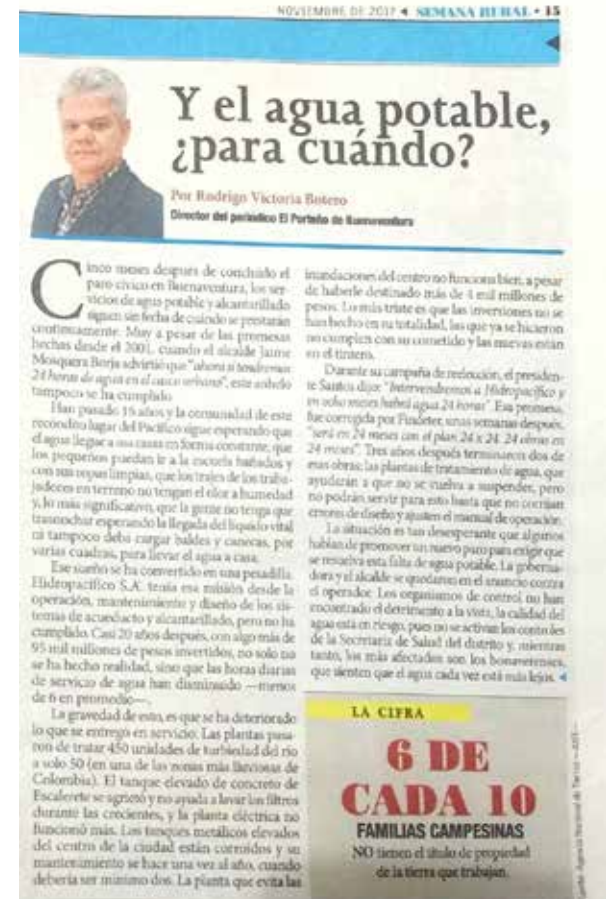 NOVIEMBRE DE 2017 ◀ SEMANA RURAL • 15
Y el agua potable,
¿para cuándo?
Por Rodrigo Victoria Botero
Director del periódico El Porteño de Buenaventura
Cinco meses después de concluido el
paro cívico en Buenaventura, los ser-
vicios de agua potable y alcantarillado
siguen sin fecha de cuándo se prestarán
continuamente. Muy a pesar de las promesas
hechas desde el 2001, cuando el alcalde Jaime
Mosquera Borja advirtió que "ahora sí tendremos
24 horas de agua en el casco urbano", este anhelo
tampoco se ha cumplido.
Han pasado 15 años y la comunidad de este
recóndito lugar del Pacífico sigue esperando que
el agua llegue a sus casas en forma constante, que
los pequeños puedan ir a la escuela bañados y
con sus ropas limpias, que los trajes de los traba-
jadores en terreno no tengan el olor a humedad
y, lo más significativo, que la gente no tenga que
trasnochar esperando la llegada del líquido vital
ni tampoco deba cargar baldes y canecas, por
varias cuadras, para llevar el agua a casa.
Ese sueño se ha convertido en una pesadilla.
Hidropacífico S.A. tenía esa misión desde la
operación, mantenimiento y diseño de los sis-
temas de acueducto y alcantarillado, pero no ha
cumplido. Casi 20 años después, con algo más de
95 mil millones de pesos invertidos, no solo no
se ha hecho realidad, sino que las horas diarias
de servicio de agua han disminuido —menos
de 6 en promedio—.
La gravedad de esto, es que se ha deteriorado
lo que se entregó en servicio. Las plantas pasa-
ron de tratar 450 unidades de turbiedad del río
a solo 50 (en una de las zonas más lluviosas de
Colombia). El tanque elevado de concreto de
Escalerete se agrietó y no ayuda a lavar los filtros
durante las crecientes, y la planta eléctrica no
funcionó más. Los tanques metálicos elevados
del centro de la ciudad están corroídos y su
mantenimiento se hace una vez al año, cuando
debería ser mínimo dos. La planta que evita las
inundaciones del centro no funciona bien, a pesar
de haberle destinado más de 4 mil millones de
pesos. Lo más triste es que las inversiones no se
han hecho en su totalidad, las que ya se hicieron
no cumplen con su cometido y las nuevas están
en el tintero.
Durante su campaña de reelección, el presiden-
te Santos dijo: "Intervendremos a Hidropacífico y
en ocho meses habrá agua 24 horas". Esa promesa,
fue corregida por Findeter, unas semanas después,
"será en 24 meses con el plan 24 x 24. 24 obras en
24 meses". Tres años después terminaron dos de
esas obras: las plantas de tratamiento de agua, que
ayudarán a que no se vuelva a suspender, pero
no podrán servir para esto hasta que no corrijan
errores de diseño y ajusten el manual de operación.
La situación es tan desesperante que algunos
hablan de promover un nuevo paro para exigir que
se resuelva esta falta de agua potable. La goberna-
dora y el alcalde se quedaron en el anuncio contra
el operador. Los organismos de control no han
encontrado el detrimento a la vista, la calidad del
agua está en riesgo, pues no se activan los controles
de la Secretaría de Salud del distrito y, mientras
tanto, los más afectados son los bonaverenses,
que sienten que el agua cada vez está más lejos. ◀
LA CIFRA
6 DE
CADA 10
FAMILIAS CAMPESINAS
NO tienen el título de propiedad
de la tierra que trabajan.
Fuente: Agencia Nacional de Tierras —ANT—